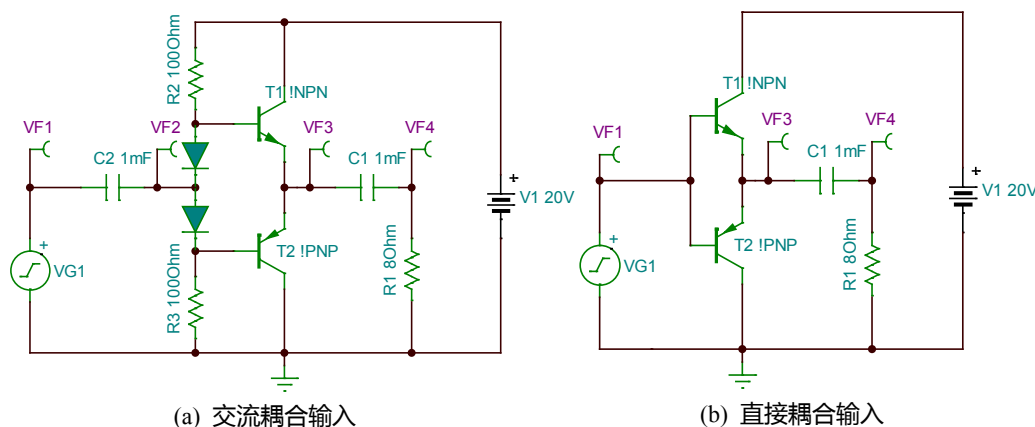 R2 100Ohm
T1 !NPN
VF1
VF2
VF3
VF4
C2 1mF
C1 1mF
+
V1 20V
+
VG1
T2 !PNP
R1 8Ohm
R3 100Ohm
(a) 交流耦合输入
T1 !NPN
VF1
VF3
VF4
C1 1mF
+
V1 20V
+
VG1
T2 !PNP
R1 8Ohm
(b) 直接耦合输入